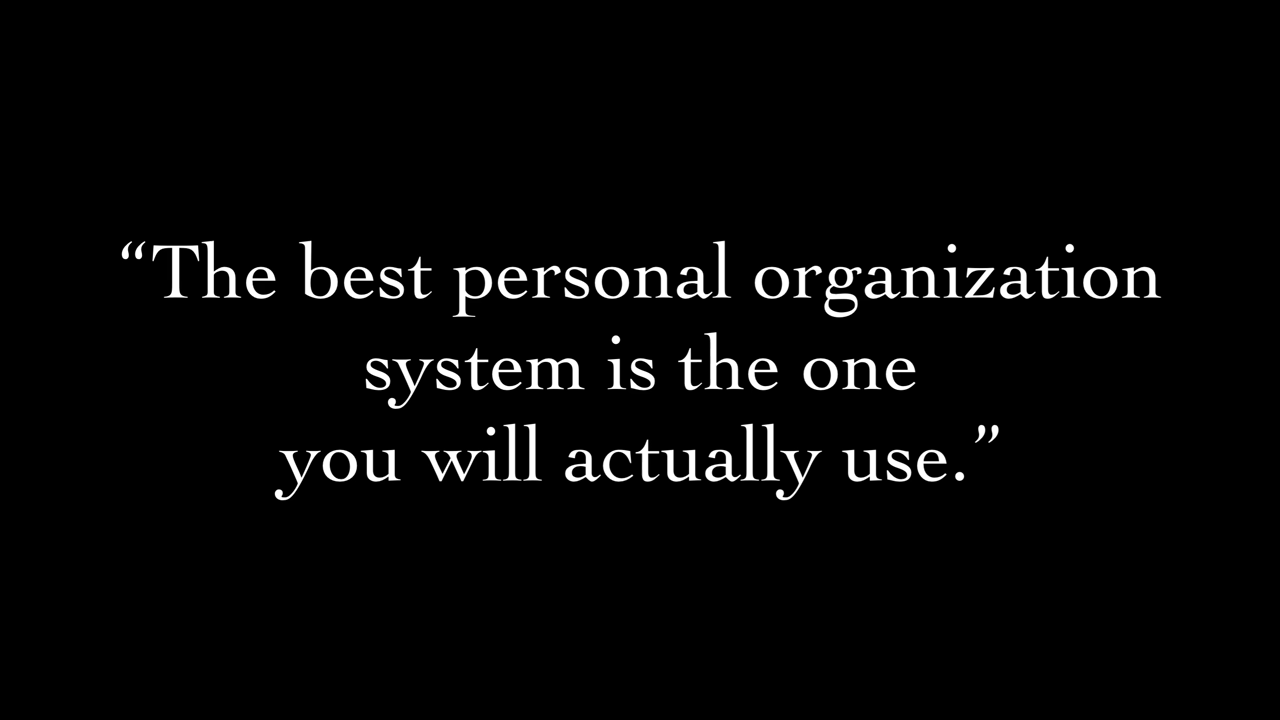 “The best personal organization
system is the one
you will actually use.”